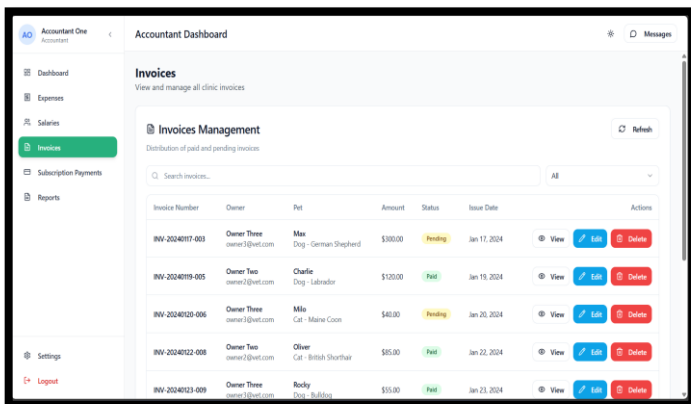 AO Accountant One
Accountant
Accountant Dashboard
Messages
Dashboard
Expenses
Salaries
Invoices
Subscription Payments
Reports
Settings
Logout
Invoices
View and manage all clinic invoices
Invoices Management
Refresh
Distribution of paid and pending invoices
Search invoices...
All
Invoice Number Owner Pet Amount Status Issue Date Actions
INV-20240117-003 Owner Three Max $300.00 Pending Jan 17, 2024 View Edit Delete
owner3@vet.com Dog - German Shepherd
INV-20240119-005 Owner Two Charlie $120.00 Paid Jan 19, 2024 View Edit Delete
owner2@vet.com Dog - Labrador
INV-20240120-006 Owner Three Milo $40.00 Pending Jan 20, 2024 View Edit Delete
owner3@vet.com Cat - Maine Coon
INV-20240122-008 Owner Two Oliver $85.00 Paid Jan 22, 2024 View Edit Delete
owner2@vet.com Cat - British Shorthair
INV-20240123-009 Owner Three Rocky $55.00 Paid Jan 23, 2024 View Edit Delete
owner3@vet.com Dog - Bulldog